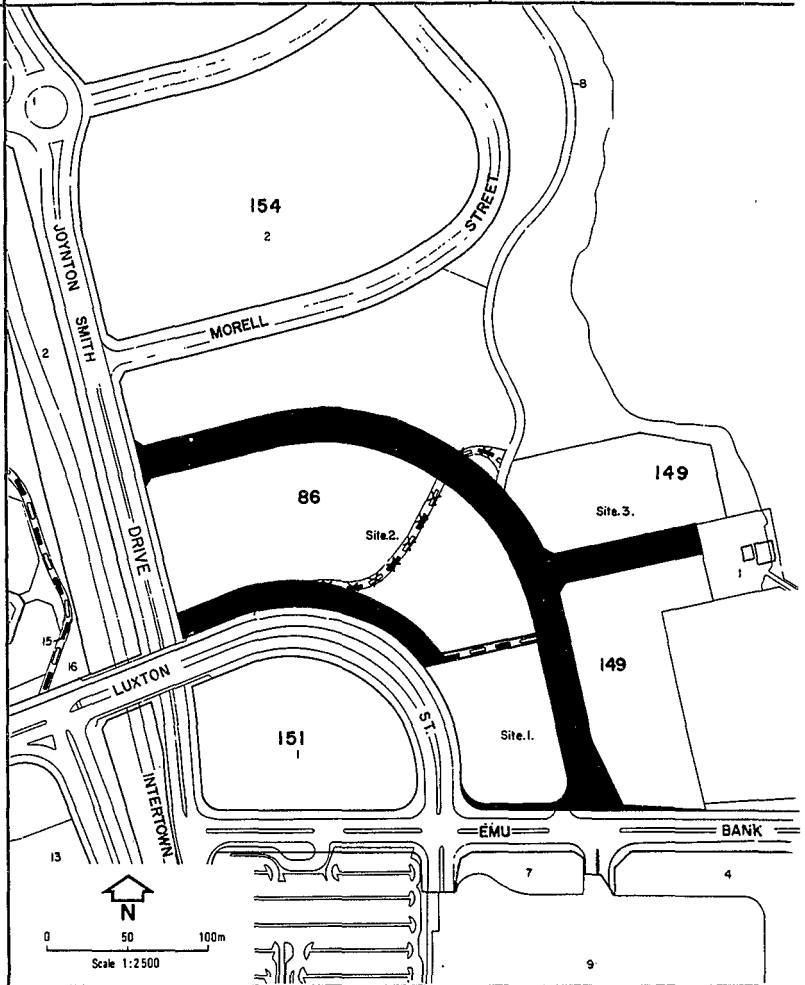 8
1
154
2
STREET
JOYNTON SMITH DRIVE
2
MORELL
149
86
Site.3.
Site.2.
1
15
16
149
LUXTON ST.
151
1
Site.1.
INTERTOWN
EMU BANK
13
7
4
N
0 50 100m
Scale 1:2500
9